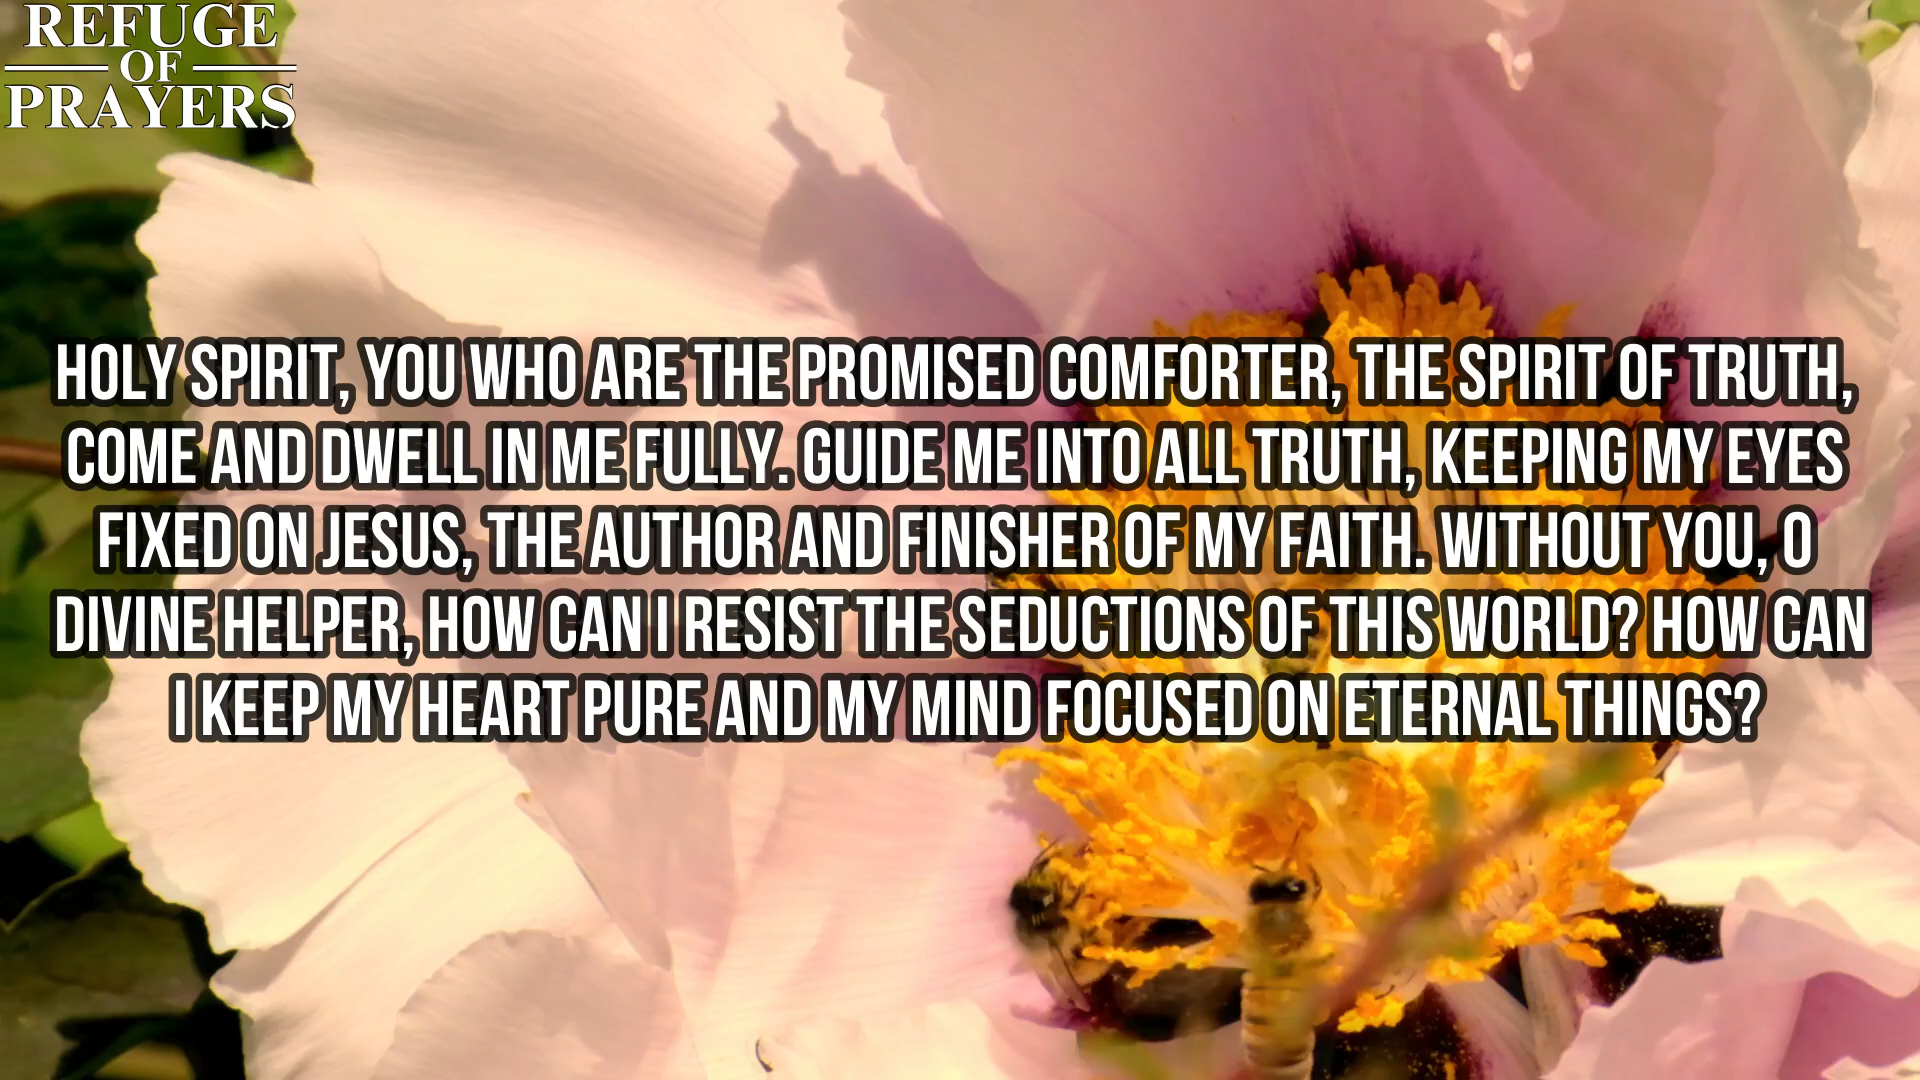 REFUGE
OF
PRAYERS
HOLY SPIRIT, YOU WHO ARE THE PROMISED COMFORTER, THE SPIRIT OF TRUTH,
COME AND DWELL IN ME FULLY. GUIDE ME INTO ALL TRUTH, KEEPING MY EYES
FIXED ON JESUS, THE AUTHOR AND FINISHER OF MY FAITH. WITHOUT YOU, O
DIVINE HELPER, HOW CAN I RESIST THE SEDUCTIONS OF THIS WORLD? HOW CAN
I KEEP MY HEART PURE AND MY MIND FOCUSED ON ETERNAL THINGS?